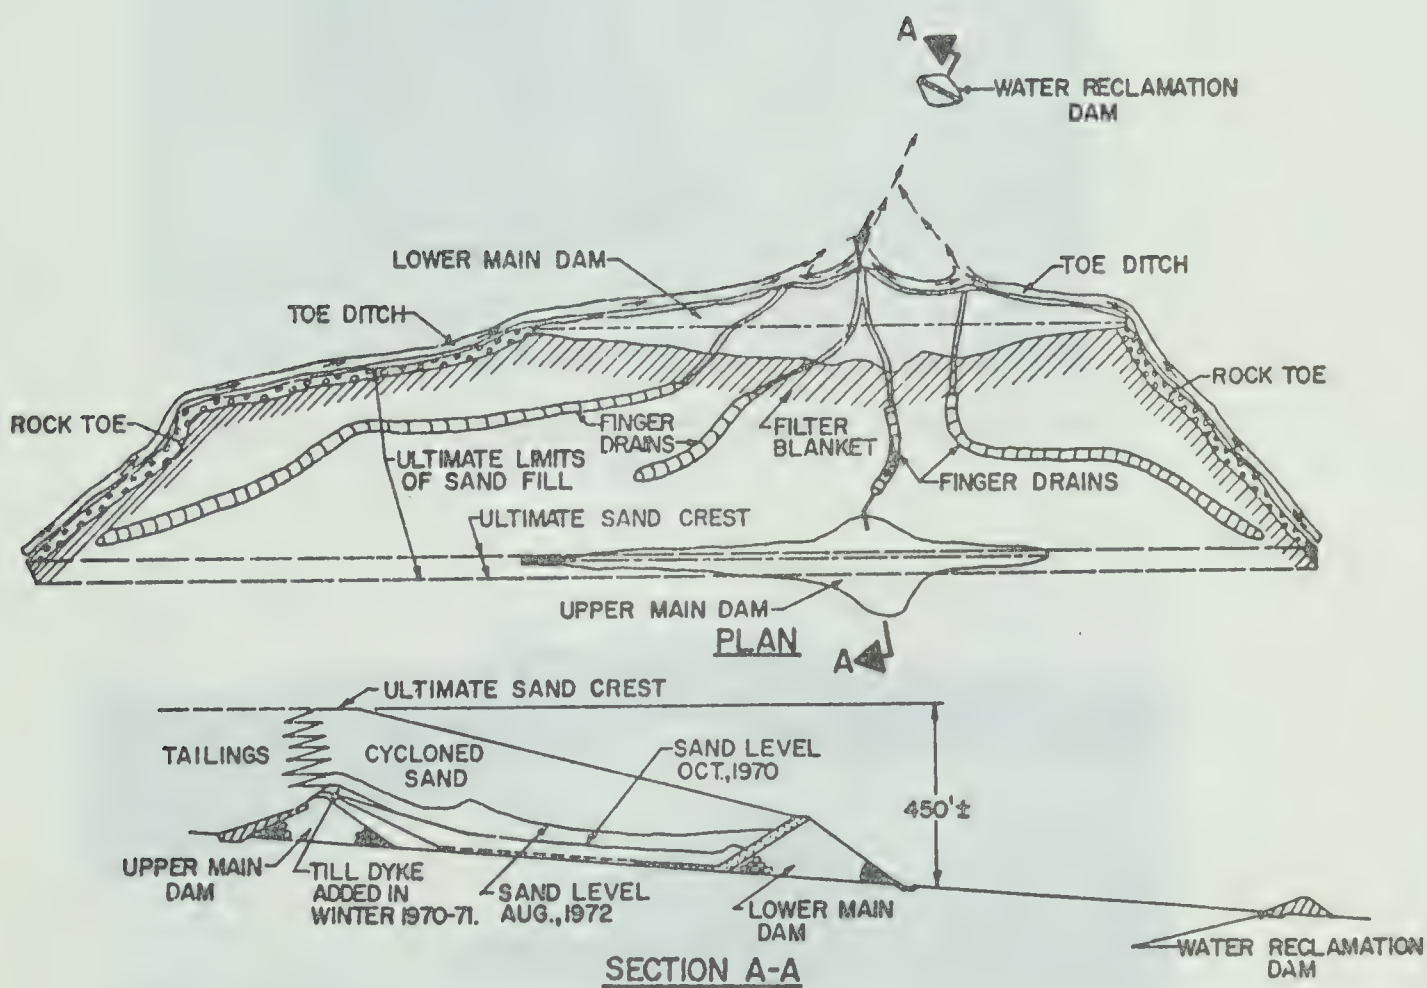 A
WATER RECLAMATION
DAM
LOWER MAIN DAM
TOE DITCH
TOE DITCH
ROCK TOE
ROCK TOE
FINGER
DRAINS
FILTER
BLANKET
ULTIMATE LIMITS
OF SAND FILL
FINGER DRAINS
ULTIMATE SAND CREST
UPPER MAIN DAM
PLAN
A
ULTIMATE SAND CREST
TAILINGS
CYCLONED
SAND
SAND LEVEL
OCT., 1970
450'±
UPPER MAIN
DAM
TILL DYKE
ADDED IN
WINTER 1970-71.
SAND LEVEL
AUG., 1972
LOWER MAIN
DAM
WATER RECLAMATION
DAM
SECTION A-A